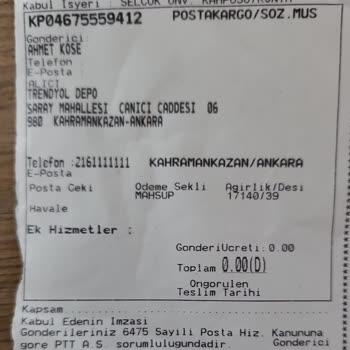 Kabul İşyeri : SELCUK ÜNV. KAMPÜSÜ/KONYA
KP04675559412 POSTAKARGO/SOZ.MUS
Gonderici
AHMET KOSE
Telefon
E-Posta
ALICI
TRENDYOL DEPO
SARAY MAHALLESI CANICI CADDESI 06
980 KAHRAMANKAZAN-ANKARA
Telefon :2161111111 KAHRAMANKAZAN/ANKARA
E-Posta
Posta Ceki Odeme Sekli Agirlik/Desi
MAHSUP 17140/39
Havale
Ek Hizmetler :
GonderiUcreti: 0.00
Toplam 0.00(D)
Ongorulen
Teslim Tarihi
Kapsam
Kabul Edenin Imzasi
Gonderileriniz 6475 Sayili Posta Hiz. Kanununa
gore PTT A.S. sorumlulugundadir. Gonderici